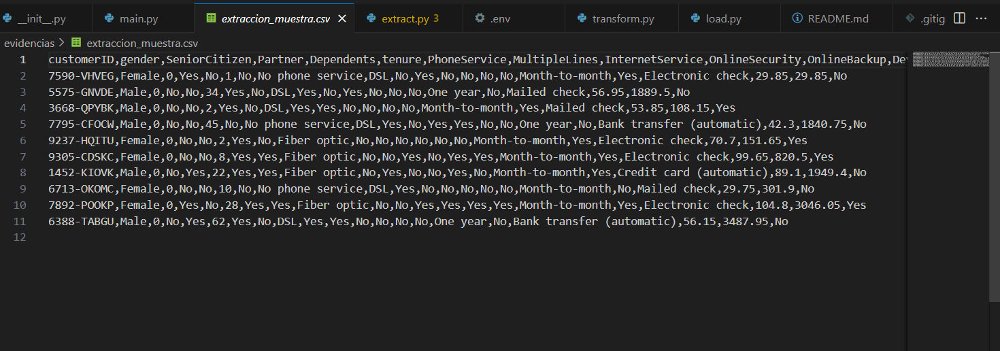 __init__.py main.py extraccion_muestra.csv extract.py 3 .env transform.py load.py README.md .gitig
evidencias > extraccion_muestra.csv
1 customerID,gender,SeniorCitizen,Partner,Dependents,tenure,PhoneService,MultipleLines,InternetService,OnlineSecurity,OnlineBackup,De
2 7590-VHVEG,Female,0,Yes,No,1,No,No phone service,DSL,No,Yes,No,No,No,No,Month-to-month,Yes,Electronic check,29.85,29.85,No
3 5575-GNVDE,Male,0,No,No,34,Yes,No,DSL,Yes,No,Yes,No,No,No,One year,No,Mailed check,56.95,1889.5,No
4 3668-QPYBK,Male,0,No,No,2,Yes,No,DSL,Yes,Yes,No,No,No,No,Month-to-month,Yes,Mailed check,53.85,108.15,Yes
5 7795-CFOCW,Male,0,No,No,45,No,No phone service,DSL,Yes,No,Yes,Yes,No,No,One year,No,Bank transfer (automatic),42.3,1840.75,No
6 9237-HQITU,Female,0,No,No,2,Yes,No,Fiber optic,No,No,No,No,No,No,Month-to-month,Yes,Electronic check,70.7,151.65,Yes
7 9305-CDSKC,Female,0,No,No,8,Yes,Yes,Fiber optic,No,No,Yes,No,Yes,Yes,Month-to-month,Yes,Electronic check,99.65,820.5,Yes
8 1452-KIOVK,Male,0,No,Yes,22,Yes,Yes,Fiber optic,No,Yes,No,No,Yes,No,Month-to-month,Yes,Credit card (automatic),89.1,1949.4,No
9 6713-OKOMC,Female,0,No,No,10,No,No phone service,DSL,Yes,No,No,No,No,No,Month-to-month,No,Mailed check,29.75,301.9,No
10 7892-POOKP,Female,0,Yes,No,28,Yes,Yes,Fiber optic,No,No,Yes,Yes,Yes,Yes,Month-to-month,Yes,Electronic check,104.8,3046.05,Yes
11 6388-TABGU,Male,0,No,Yes,62,Yes,No,DSL,Yes,Yes,No,No,No,No,One year,No,Bank transfer (automatic),56.15,3487.95,No
12